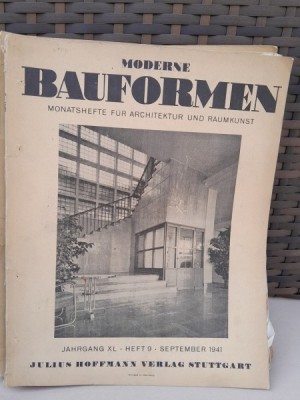 MODERNE
BAUFORMEN
MONATSHEFTE FÜR ARCHITEKTUR UND RAUMKUNST
JAHRGANG XL - HEFT 9 - SEPTEMBER 1941
JULIUS HOFFMANN VERLAG STUTTGART